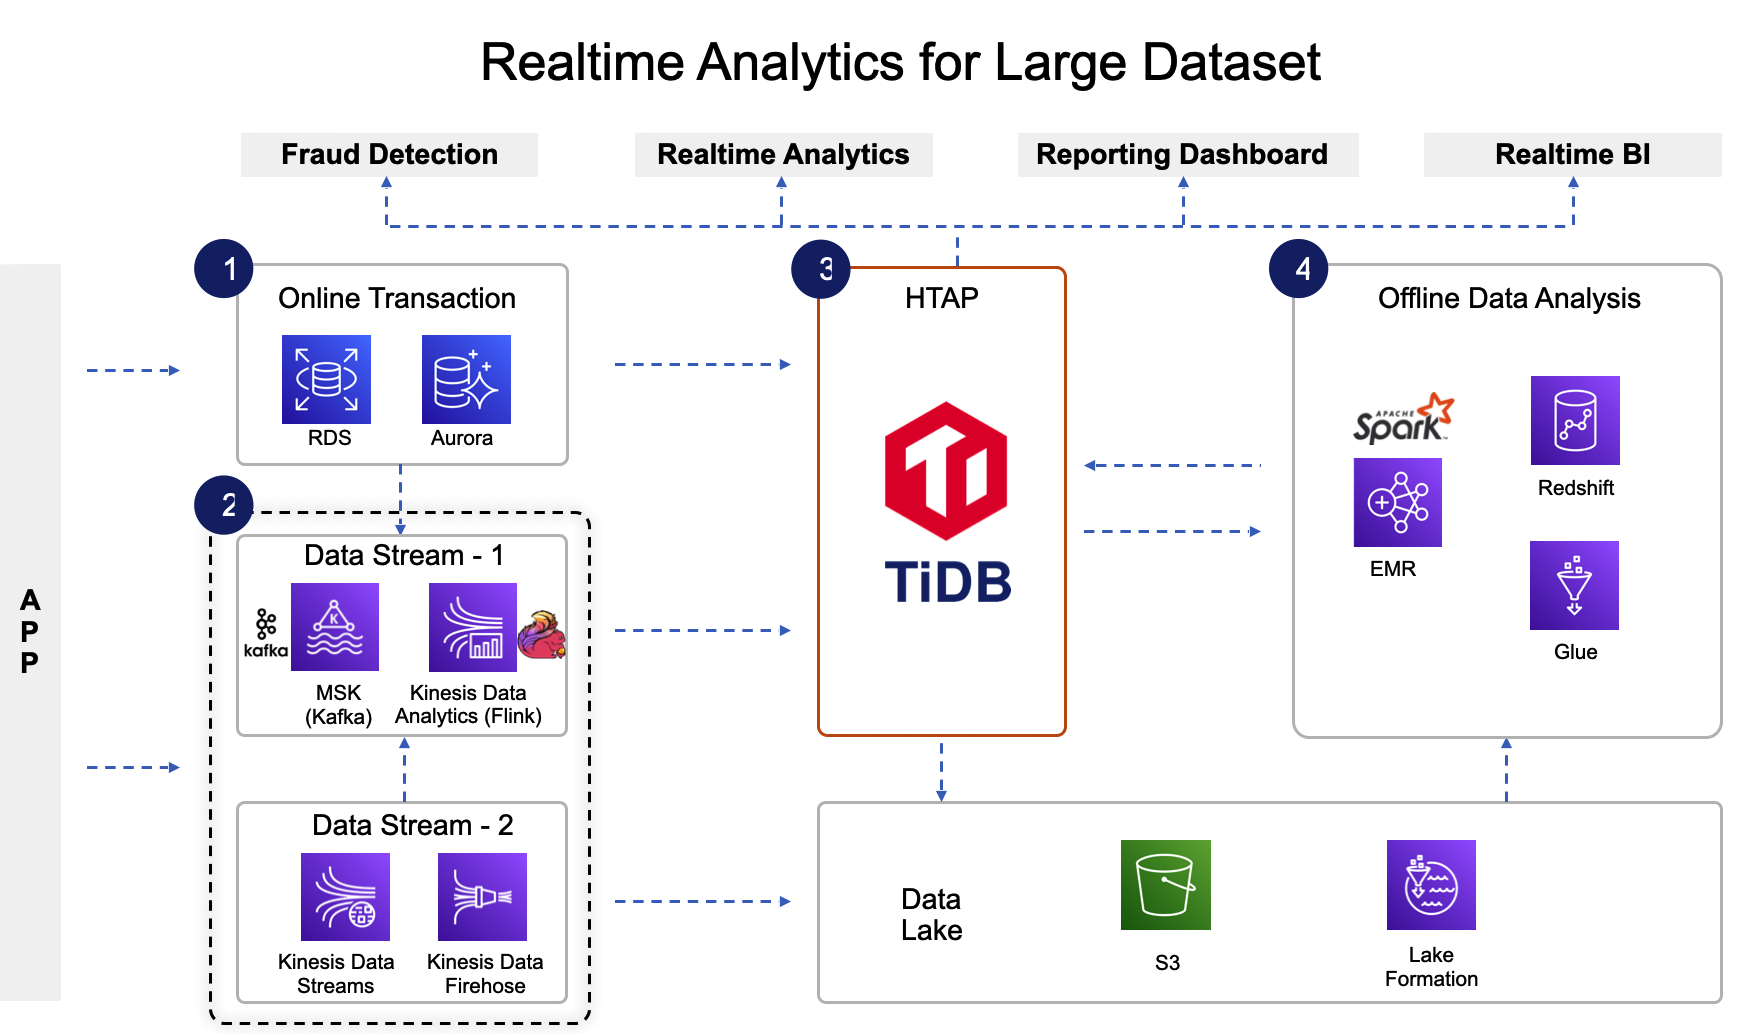 Realtime Analytics for Large Dataset
Fraud Detection
Realtime Analytics
Reporting Dashboard
Realtime BI
A
P
P
1
Online Transaction
RDS
Aurora
2
Data Stream - 1
kafka
K
MSK
(Kafka)
Kinesis Data
Analytics (Flink)
Data Stream - 2
Kinesis Data
Streams
Kinesis Data
Firehose
3
HTAP
TiDB
4
Offline Data Analysis
APACHE
Spark™
EMR
Redshift
Glue
Data
Lake
S3
Lake
Formation